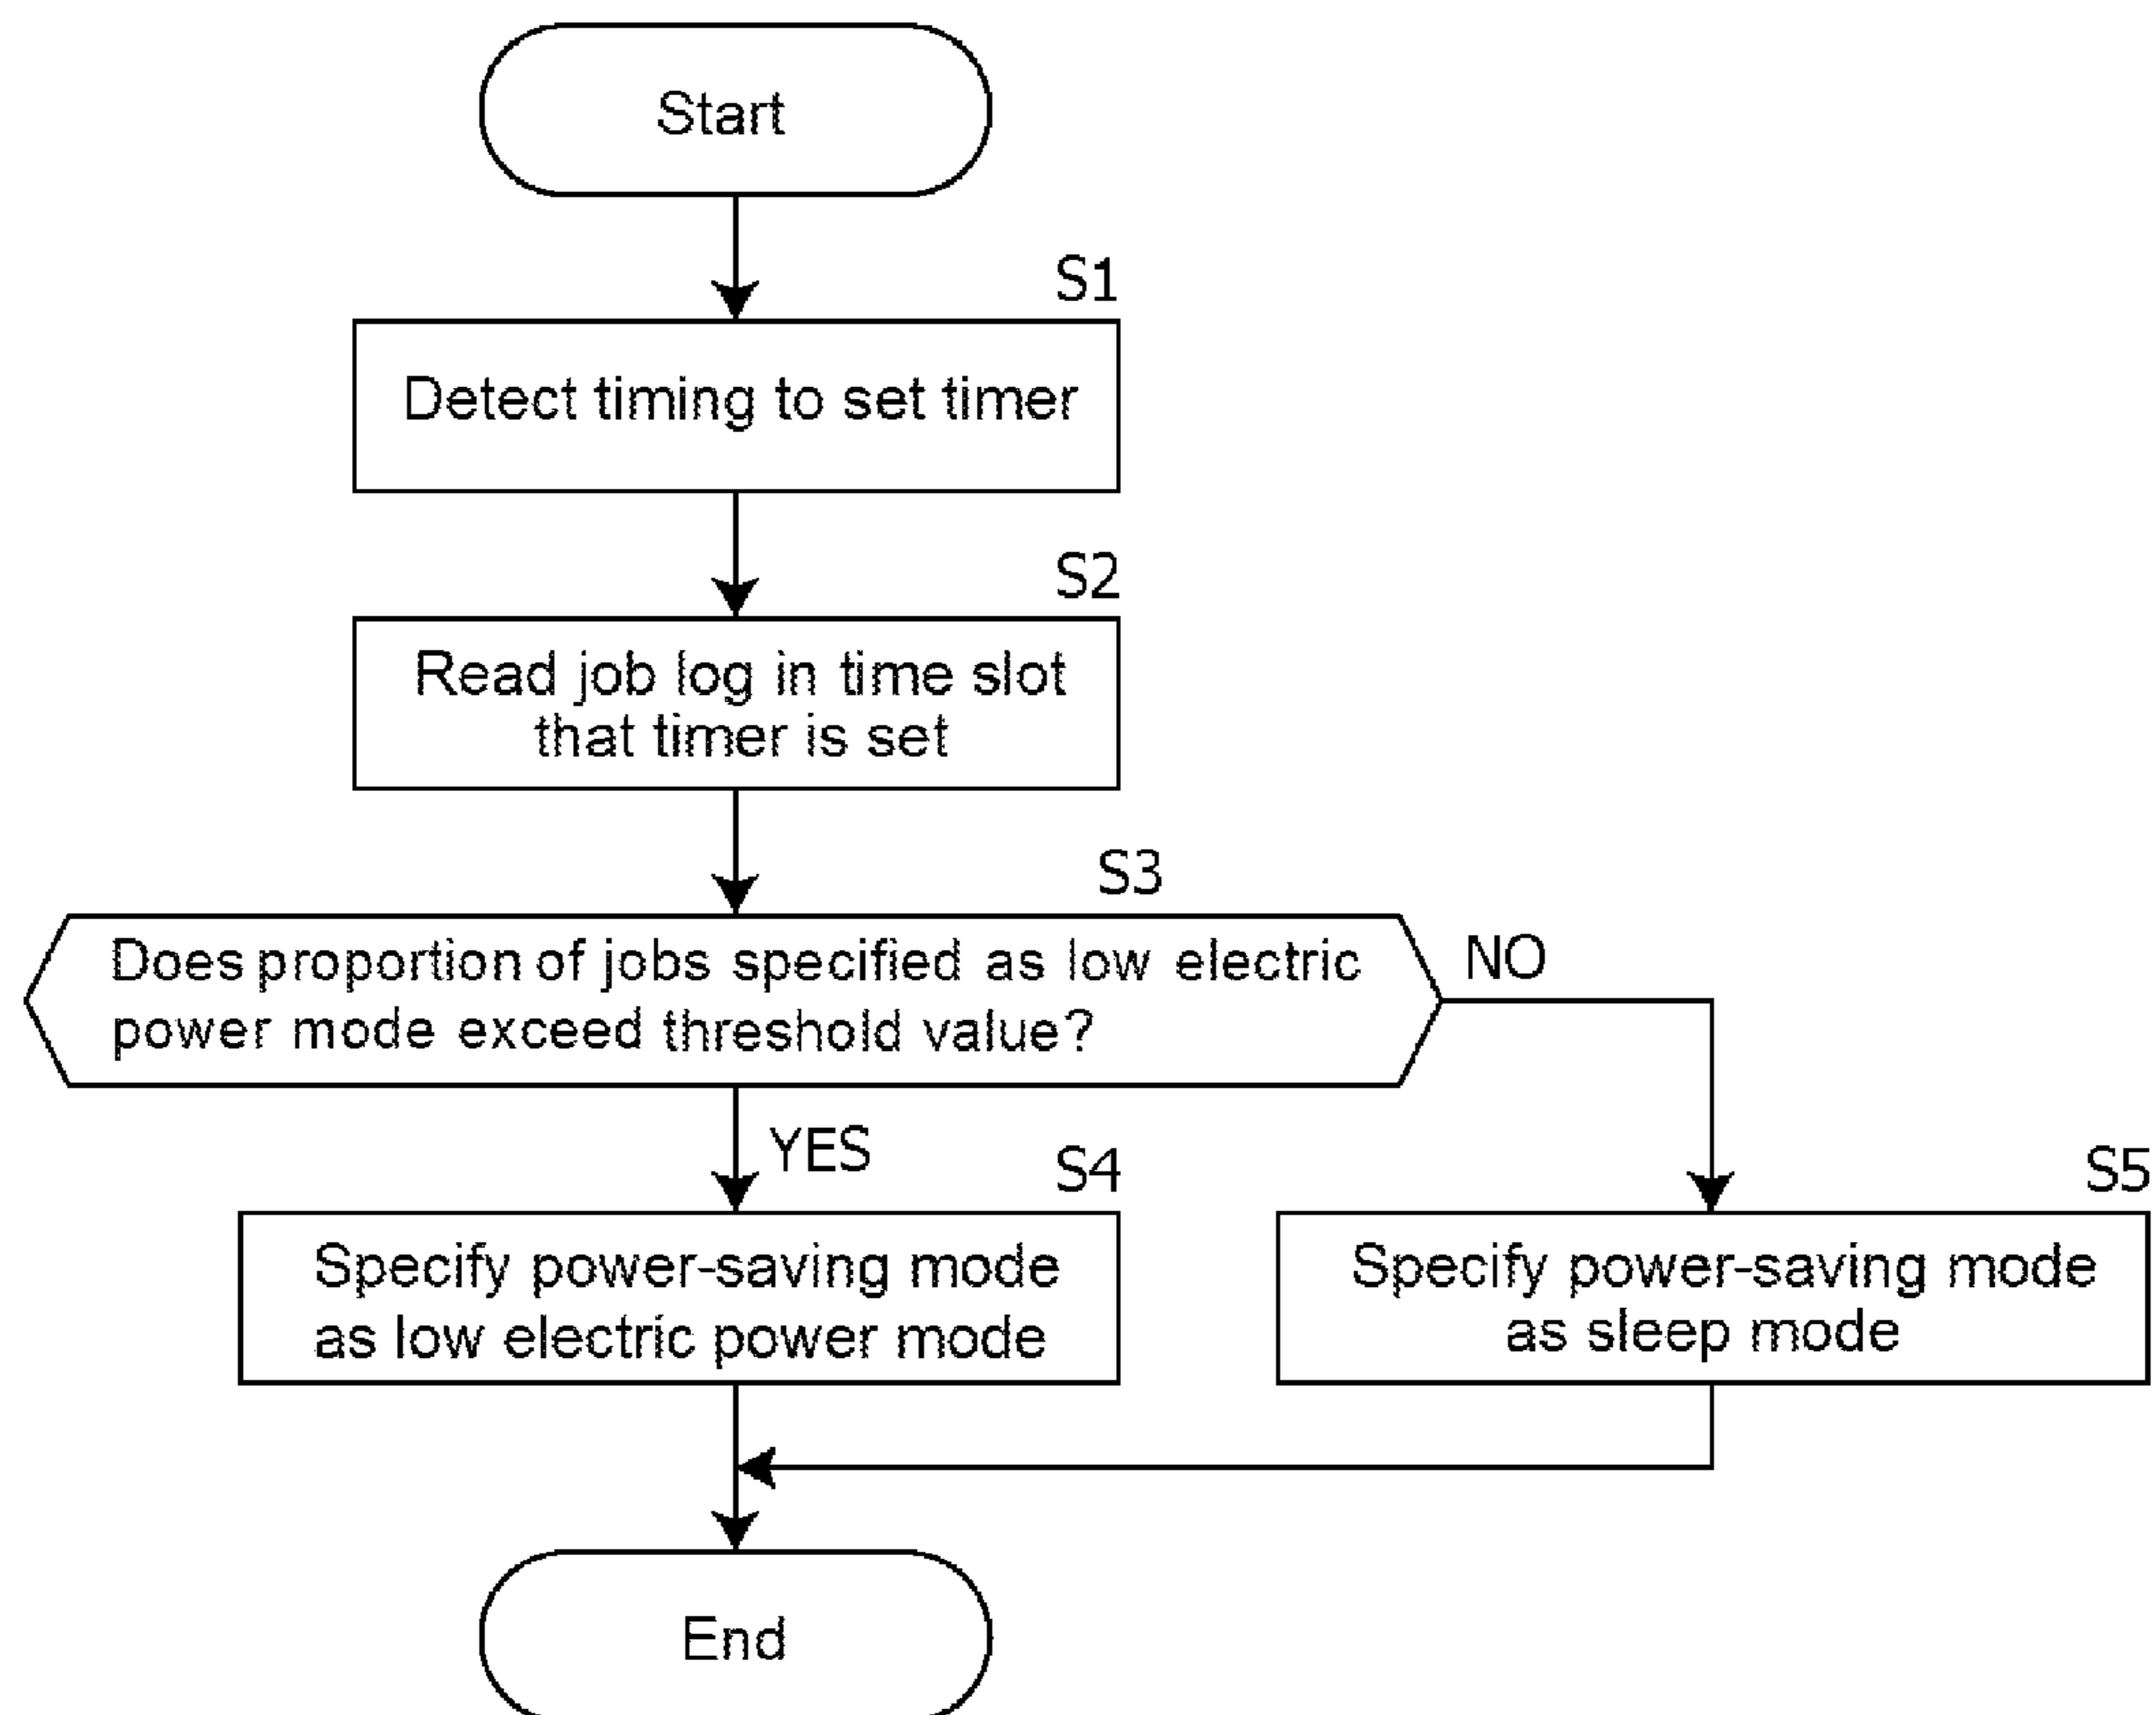 Start
S1
Detect timing to set timer
S2
Read job log in time slot
that timer is set
S3
Does proportion of jobs specified as low electric
power mode exceed threshold value?
NO
YES
S4
Specify power-saving mode
as low electric power mode
S5
Specify power-saving mode
as sleep mode
End